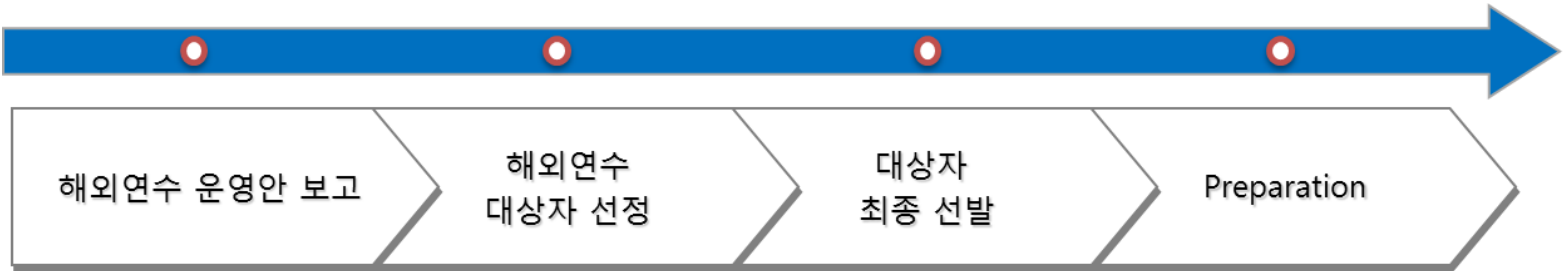 해외연수 운영안 보고
해외연수
대상자 선정
대상자
최종 선발
Preparation